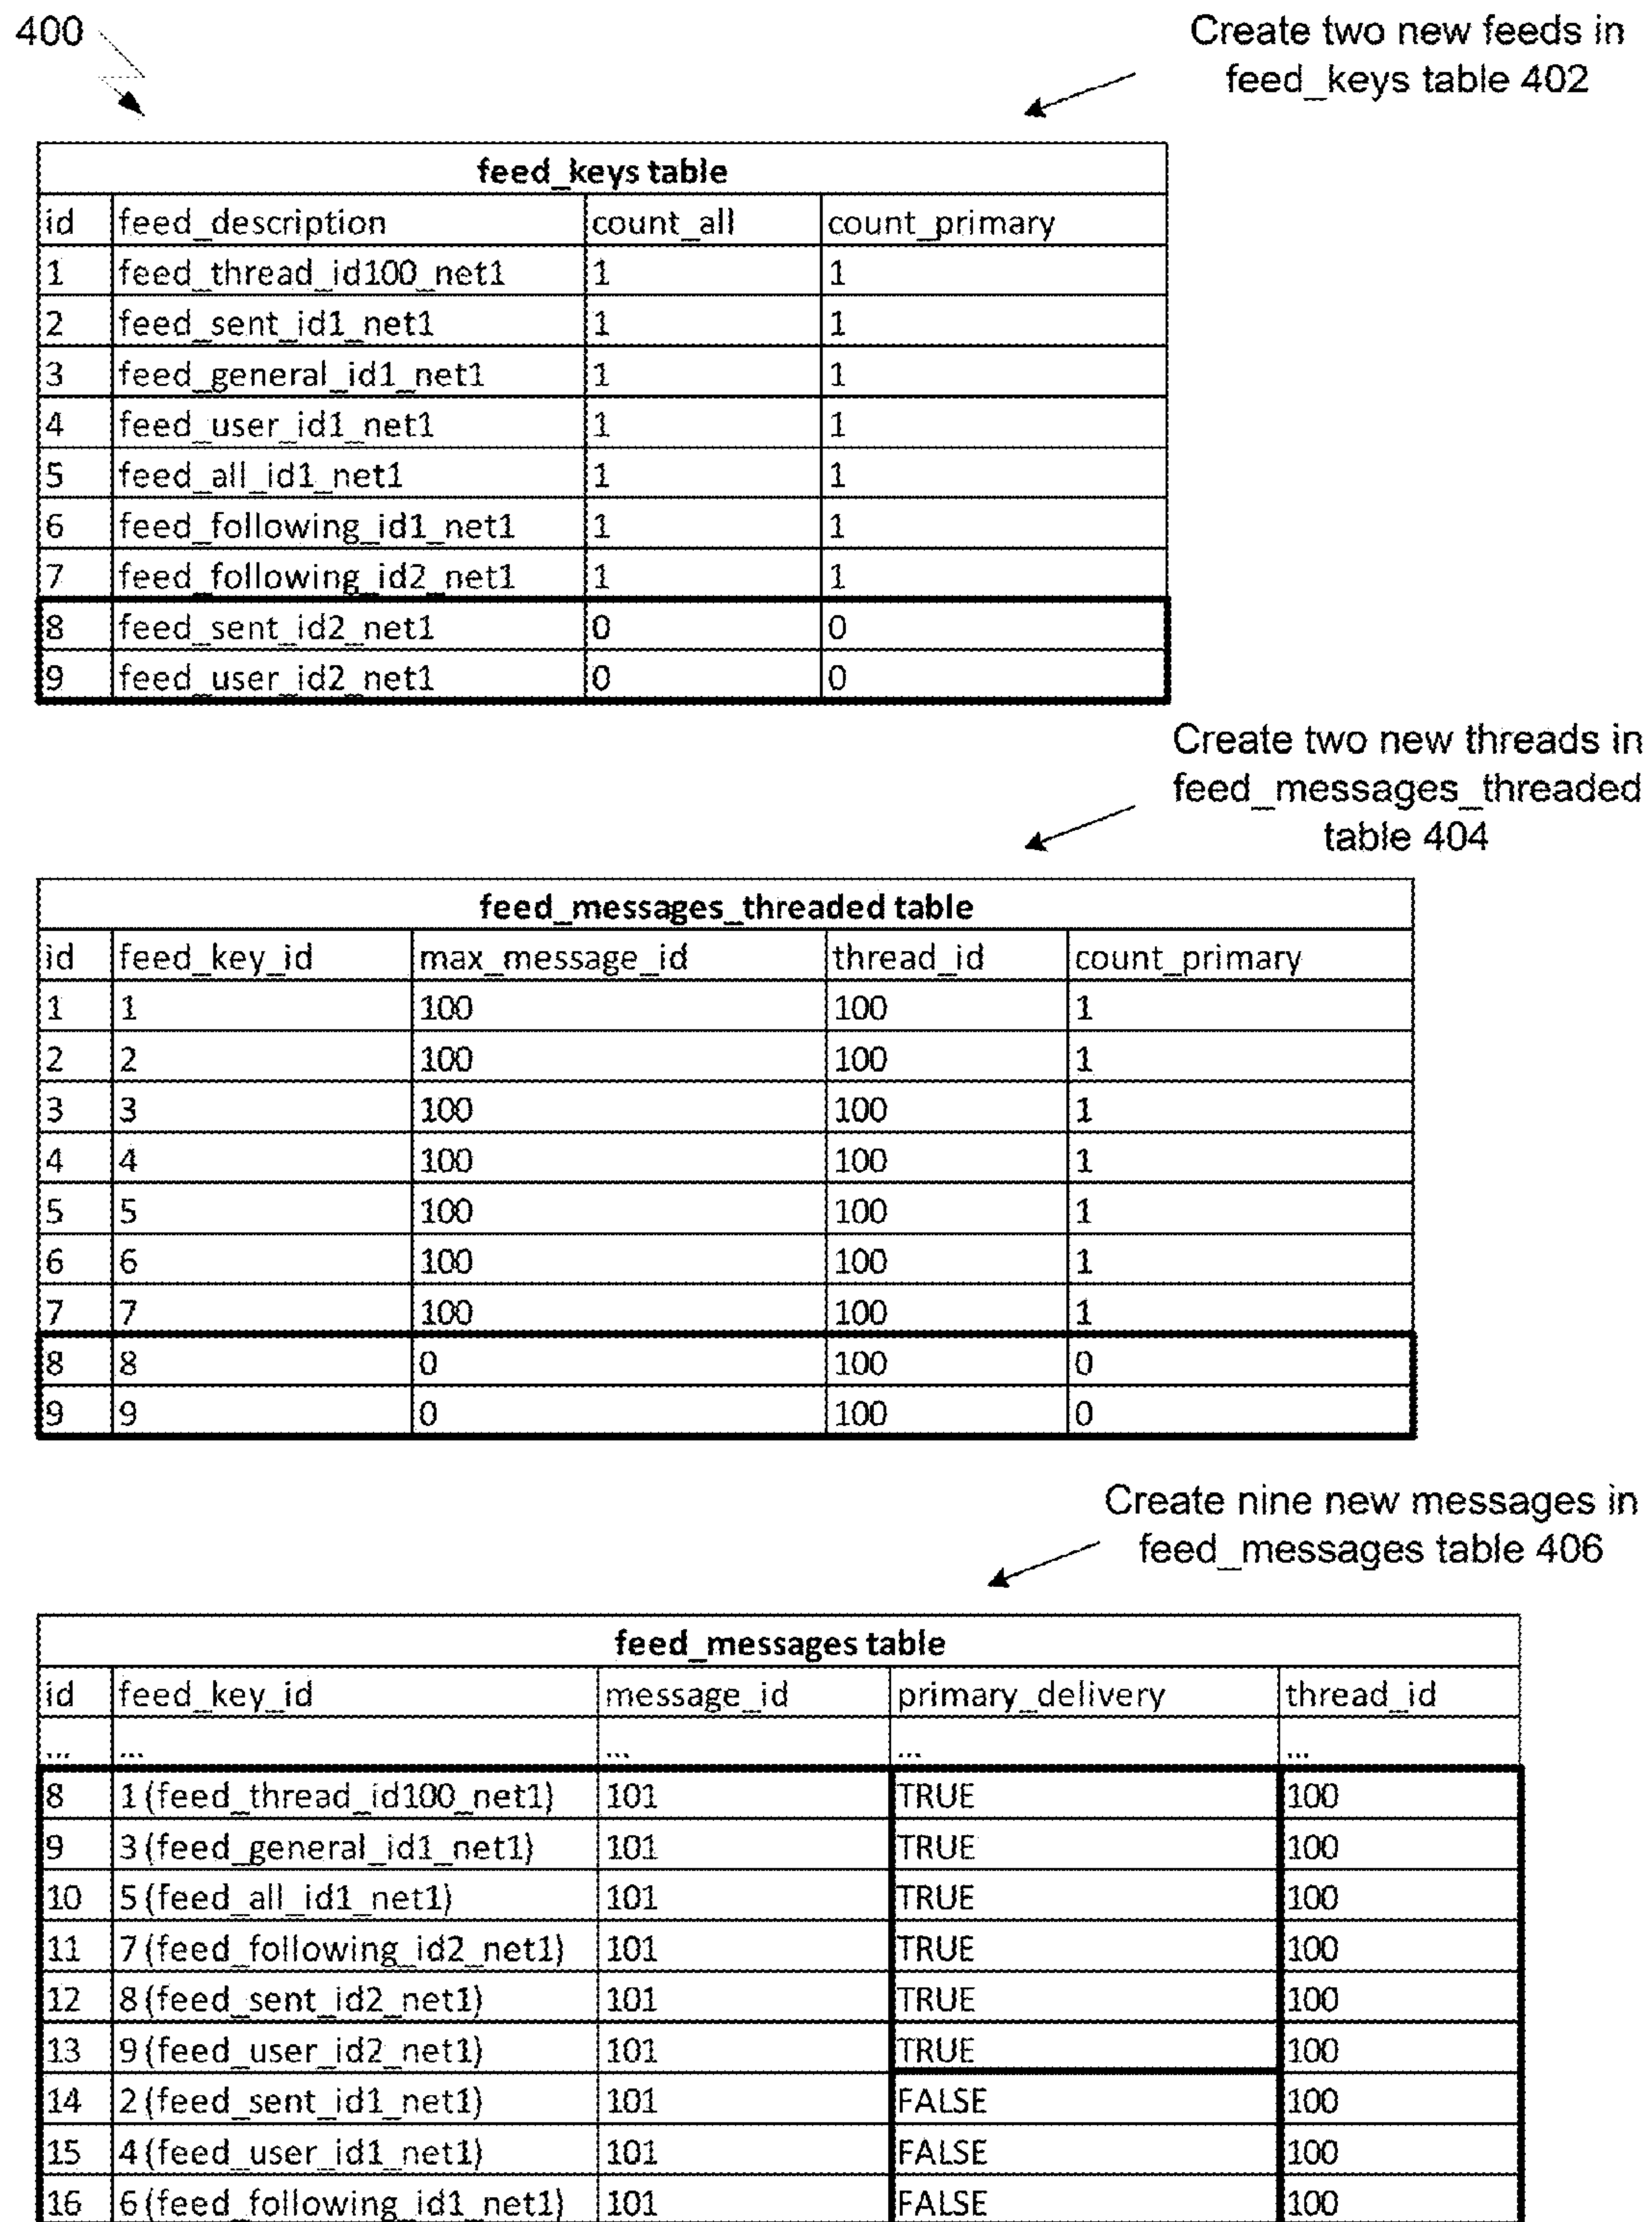 400
Create two new feeds in
feed_keys table 402
feed_keys table
id feed_description count_all count_primary
1 feed_thread_id100_net1 1 1
2 feed_sent_id1_net1 1 1
3 feed_general_id1_net1 1 1
4 feed_user_id1_net1 1 1
5 feed_all_id1_net1 1 1
6 feed_following_id1_net1 1 1
7 feed_following_id2_net1 1 1
8 feed_sent_id2_net1 0 0
9 feed_user_id2_net1 0 0
Create two new threads in
feed_messages_threaded
table 404
feed_messages_threaded table
id feed_key_id max_message_id thread_id count_primary
1 1 100 100 1
2 2 100 100 1
3 3 100 100 1
4 4 100 100 1
5 5 100 100 1
6 6 100 100 1
7 7 100 100 1
8 8 0 100 0
9 9 0 100 0
Create nine new messages in
feed_messages table 406
feed_messages table
id feed_key_id message_id primary_delivery thread_id
... ... ... ... ...
8 1 (feed_thread_id100_net1) 101 TRUE 100
9 3 (feed_general_id1_net1) 101 TRUE 100
10 5 (feed_all_id1_net1) 101 TRUE 100
11 7 (feed_following_id2_net1) 101 TRUE 100
12 8 (feed_sent_id2_net1) 101 TRUE 100
13 9 (feed_user_id2_net1) 101 TRUE 100
14 2 (feed_sent_id1_net1) 101 FALSE 100
15 4 (feed_user_id1_net1) 101 FALSE 100
16 6 (feed_following_id1_net1) 101 FALSE 100